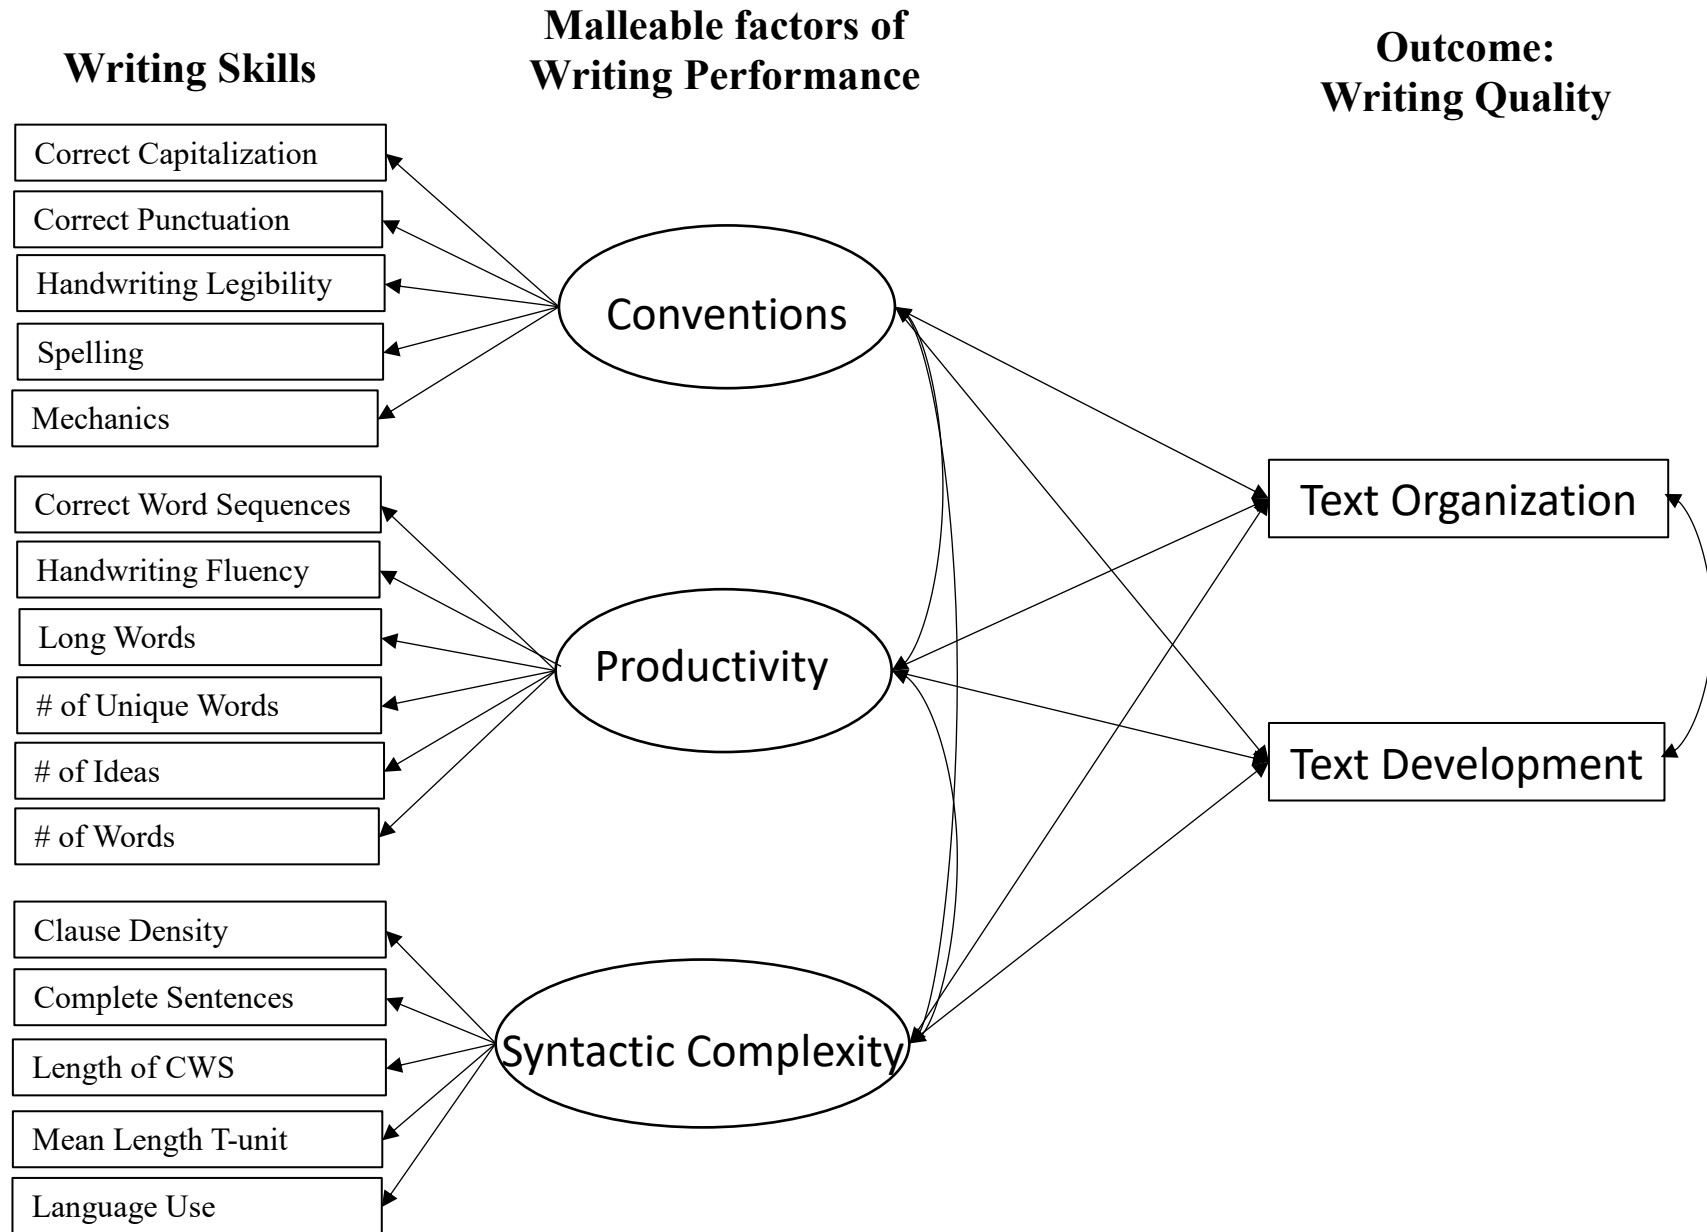 Writing Skills
Malleable factors of
Writing Performance
Outcome:
Writing Quality
Correct Capitalization
Correct Punctuation
Handwriting Legibility
Spelling
Mechanics
Correct Word Sequences
Handwriting Fluency
Long Words
# of Unique Words
# of Ideas
# of Words
Clause Density
Complete Sentences
Length of CWS
Mean Length T-unit
Language Use
Conventions
Productivity
Syntactic Complexity
Text Organization
Text Development